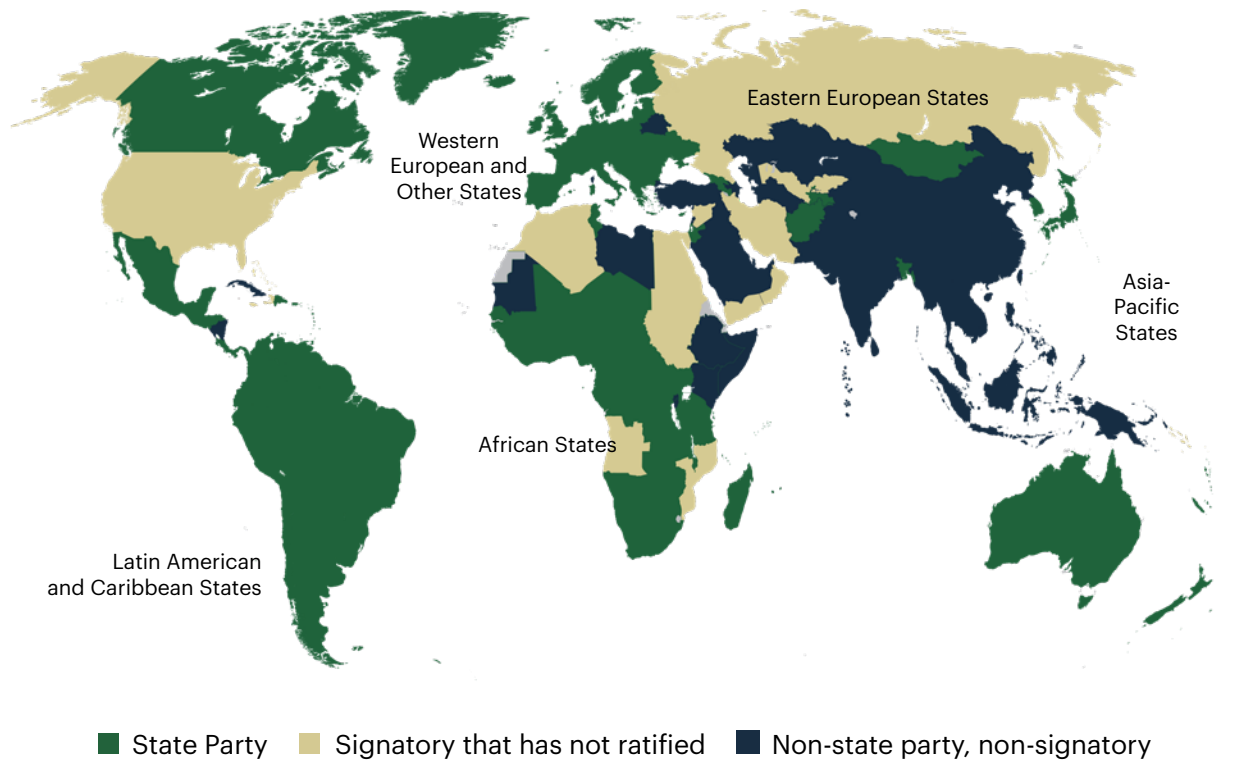 Eastern European States
Western
European and
Other States
Asia-
Pacific
States
African States
Latin American
and Caribbean States
State Party
Signatory that has not ratified
Non-state party, non-signatory